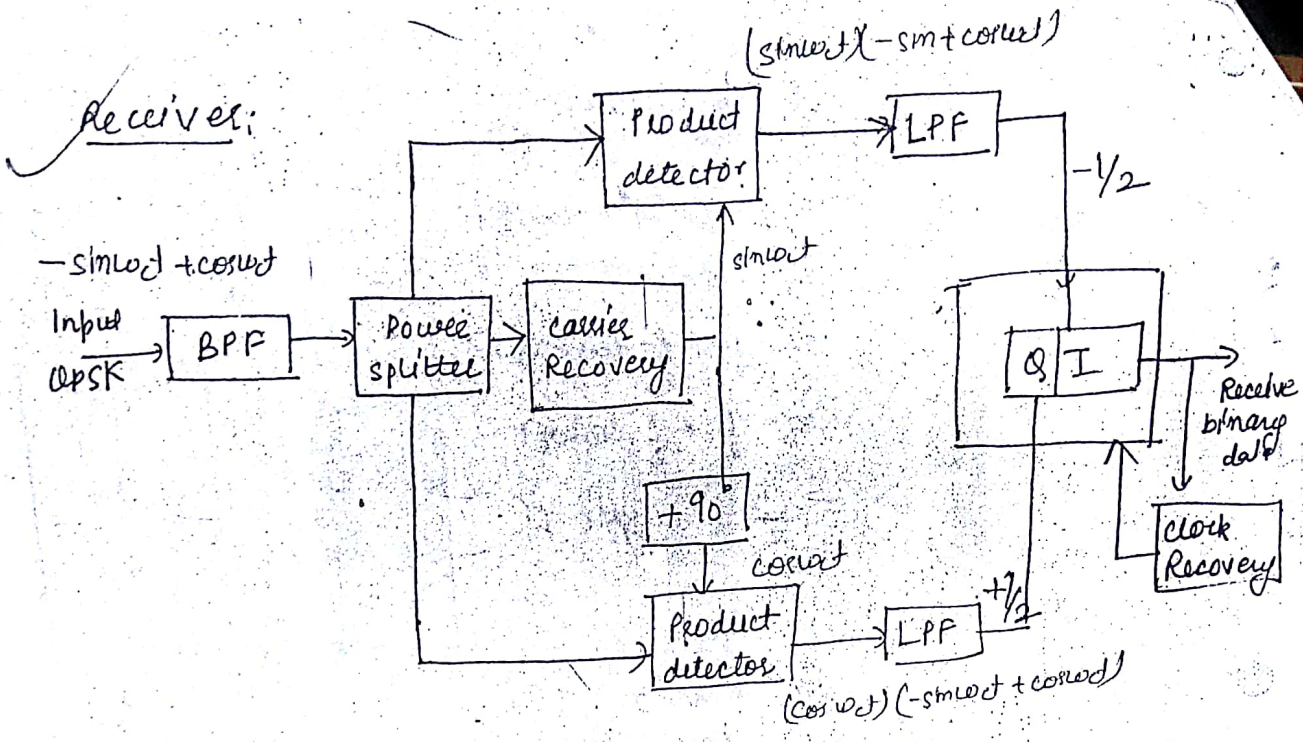 (sinωct)(-sin+cosωct)
Receiver:
Product
detector
LPF
-1/2
-sinωct +cosωct
sinωct
Input
QPSK
BPF
Power
splitter
Carrier
Recovery
Q I
Receive
binary
data
+90°
cosωct
Clock
Recovery
+1/2
Product
detector
LPF
(cosωct) (-sinωct + cosωct)